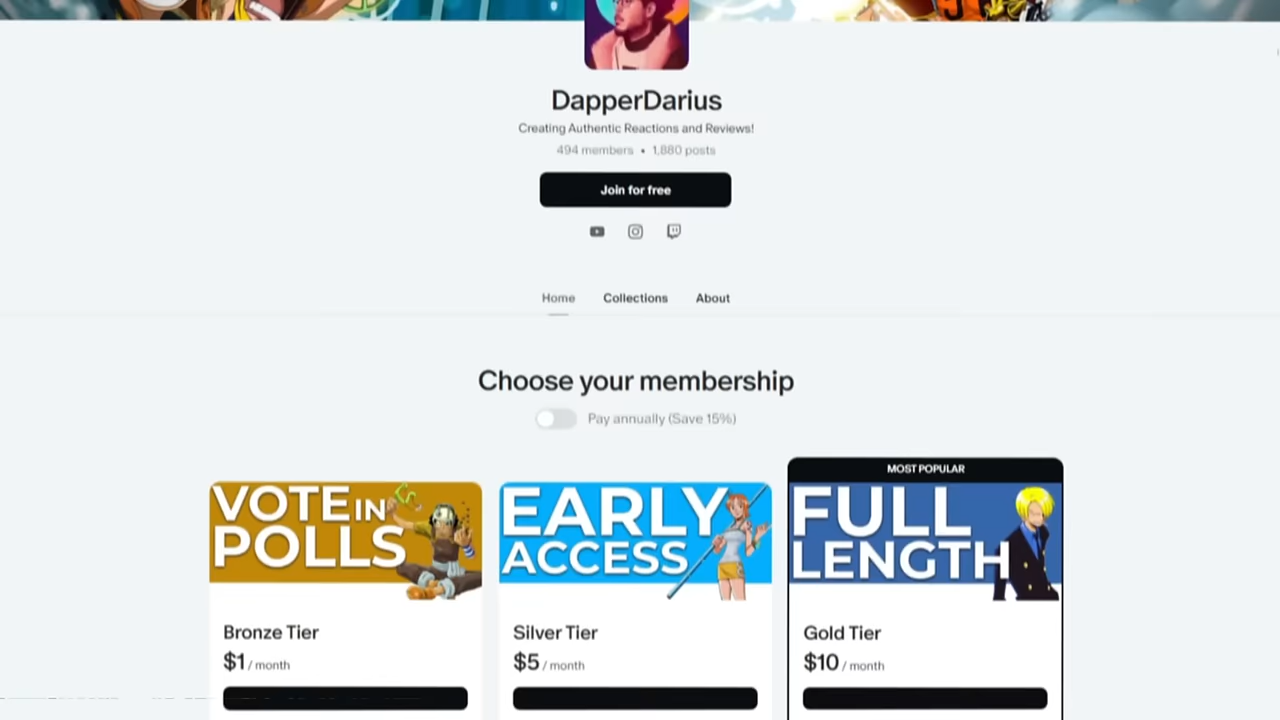 DapperDarius
Creating Authentic Reactions and Reviews!
494 members • 1,880 posts
Join for free
Home Collections About
Choose your membership
Pay annually (Save 15%)
MOST POPULAR
VOTE IN
POLLS
EARLY
ACCESS
FULL
LENGTH
Bronze Tier
$1 / month
Silver Tier
$5 / month
Gold Tier
$10 / month